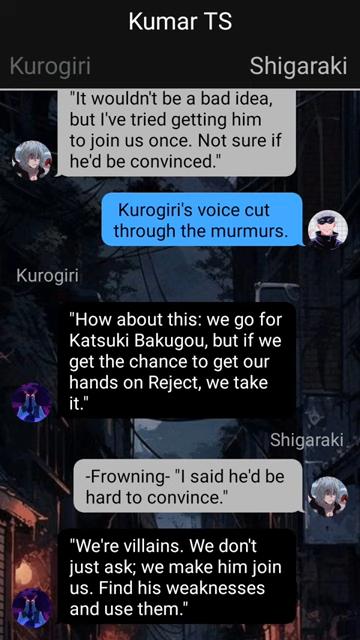 Kumar TS
Kurogiri
Shigaraki
"It wouldn't be a bad idea,
but I've tried getting him
to join us once. Not sure if
he'd be convinced."
Kurogiri's voice cut
through the murmurs.
Kurogiri
"How about this: we go for
Katsuki Bakugou, but if we
get the chance to get our
hands on Reject, we take
it."
Shigaraki
-Frowning- "I said he'd be
hard to convince."
"We're villains. We don't
just ask; we make him join
us. Find his weaknesses
and use them."